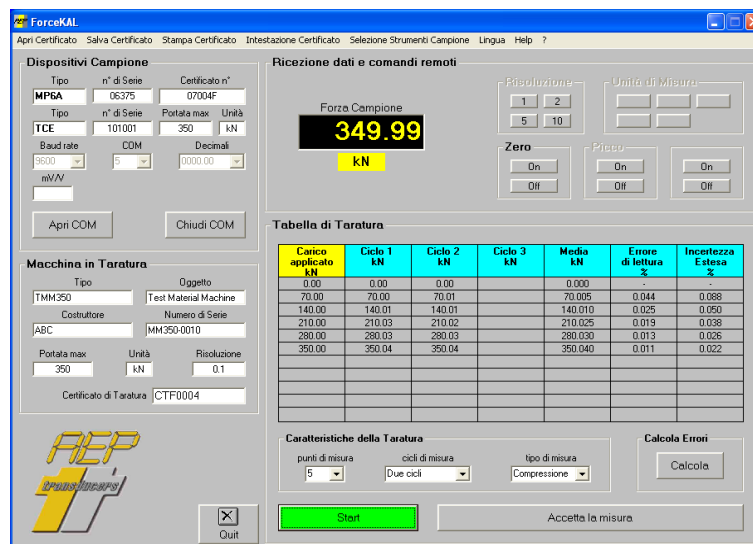 ForceKAL
Apri Certificato Salva Certificato Stampa Certificato Intestazione Certificato Selezione Strumenti Campione Lingua Help ?
Dispositivi Campione
Tipo n° di Serie Certificato n°
MP6A 06375 07004F
Tipo n° di Serie Portata max Unità
TCE 101001 350 kN
Baud rate COM Decimali
9600 5 0000.00
mV/V
Apri COM Chiudi COM
Macchina in Taratura
Tipo Oggetto
TMM350 Test Material Machine
Costruttore Numero di Serie
ABC MM350-0010
Portata max Unità Risoluzione
350 kN 0.1
Certificato di Taratura CTF0004
AEP
transducers
Quit
Ricezione dati e comandi remoti
Forza Campione
349.99
kN
Risoluzione
1 2
5 10
Unità di Misura
Zero
On
Off
Picco
On
Off
On
Off
Tabella di Taratura
Carico applicato kN Ciclo 1 kN Ciclo 2 kN Ciclo 3 kN Media kN Errore di lettura % Incertezza Estesa %
0.00 0.00 0.00 0.000 - -
70.00 70.00 70.01 70.005 0.044 0.088
140.00 140.01 140.01 140.010 0.025 0.050
210.00 210.03 210.02 210.025 0.019 0.038
280.00 280.03 280.03 280.030 0.013 0.026
350.00 350.04 350.04 350.040 0.011 0.022
Caratteristiche della Taratura
punti di misura cicli di misura tipo di misura
5 Due cicli Compressione
Calcola Errori
Calcola
Start Accetta la misura